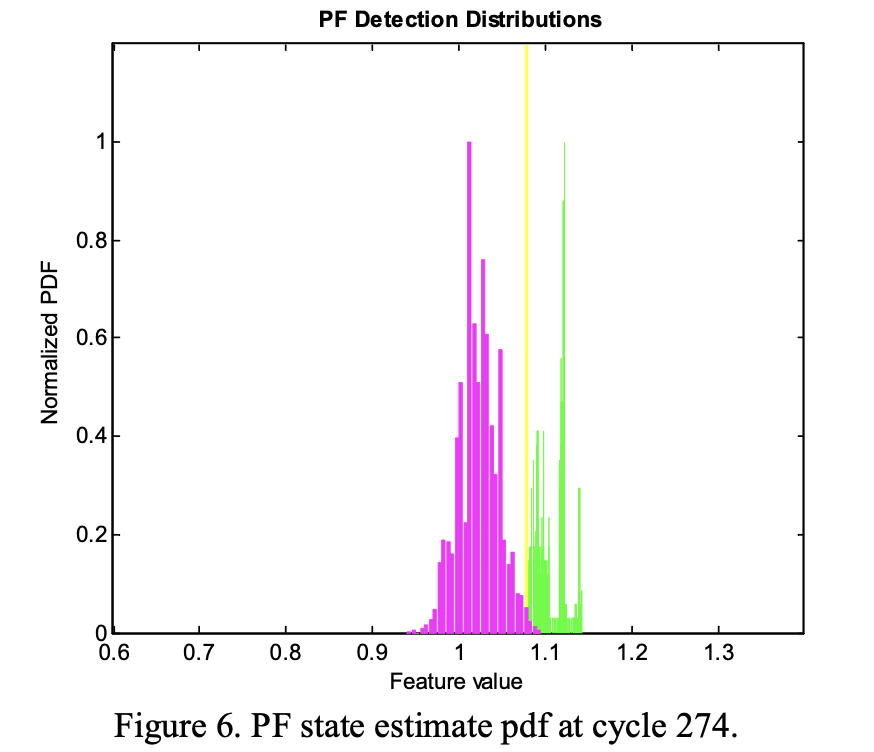 PF Detection Distributions
Normalized PDF
1
0.8
0.6
0.4
0.2
0
0.6 0.7 0.8 0.9 1 1.1 1.2 1.3
Feature value
Figure 6. PF state estimate pdf at cycle 274.